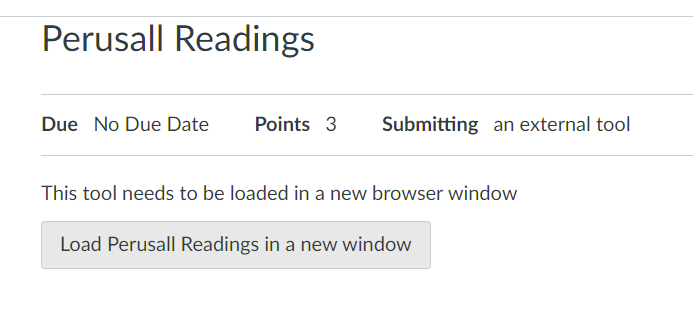 Perusall Readings
Due No Due Date Points 3 Submitting an external tool
This tool needs to be loaded in a new browser window
Load Perusall Readings in a new window